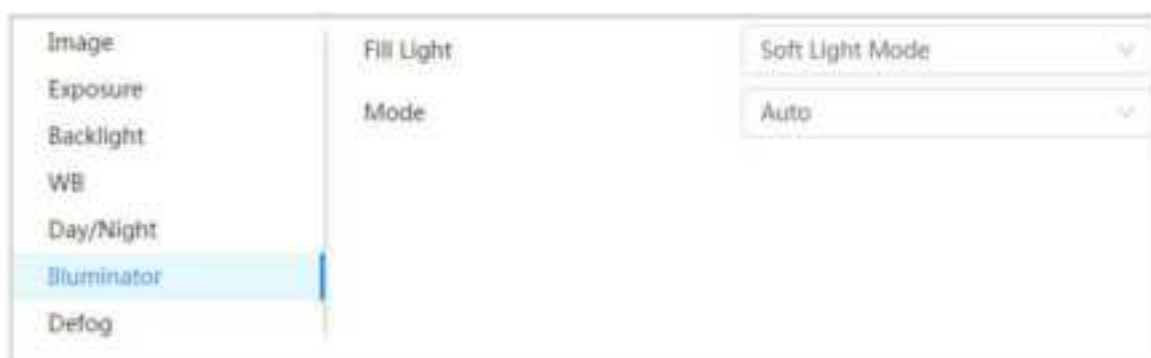 Image
Exposure
Backlight
WB
Day/Night
Illuminator
Defog
Fill Light Soft Light Mode
Mode Auto